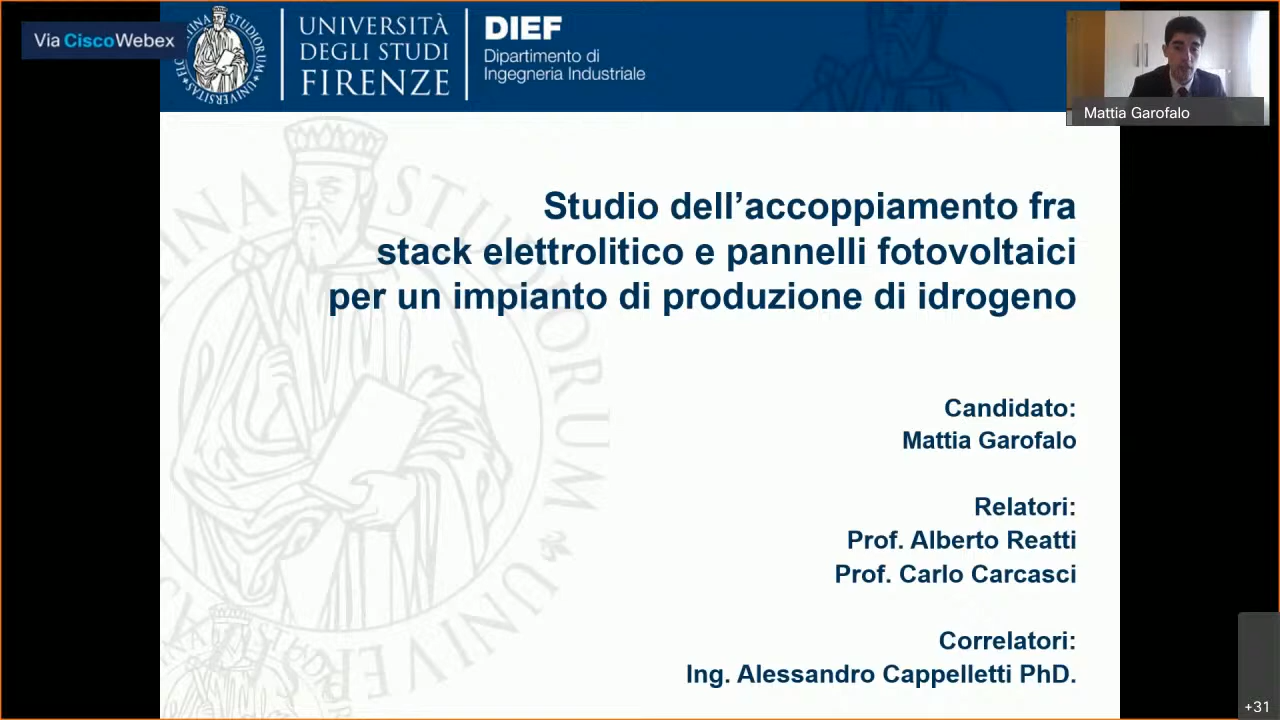 Via Cisco Webex
UNIVERSITÀ
DEGLI STUDI
FIRENZE
DIEF
Dipartimento di
Ingegneria Industriale
Mattia Garofalo
Studio dell’accoppiamento fra
stack elettrolitico e pannelli fotovoltaici
per un impianto di produzione di idrogeno
Candidato:
Mattia Garofalo
Relatori:
Prof. Alberto Reatti
Prof. Carlo Carcasci
Correlatori:
Ing. Alessandro Cappelletti PhD.
+31